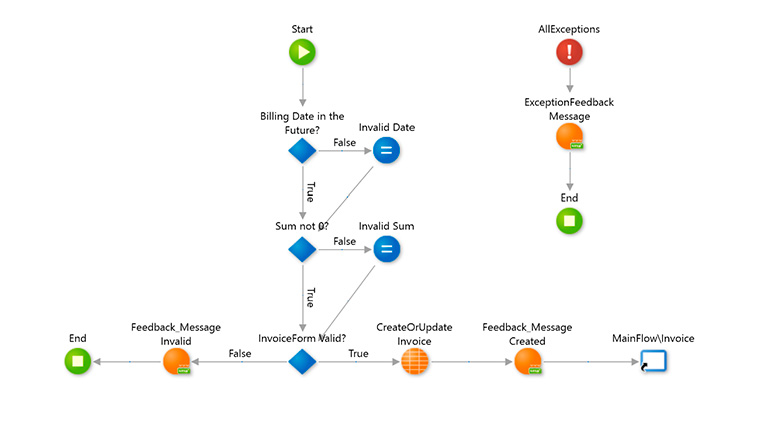 Start
AllExceptions
Billing Date in the
Future?
False
Invalid Date
ExceptionFeedback
Message
True
End
Sum not 0?
False
Invalid Sum
True
End
Feedback_Message
Invalid
False
InvoiceForm Valid?
True
CreateOrUpdate
Invoice
Feedback_Message
Created
MainFlow\Invoice